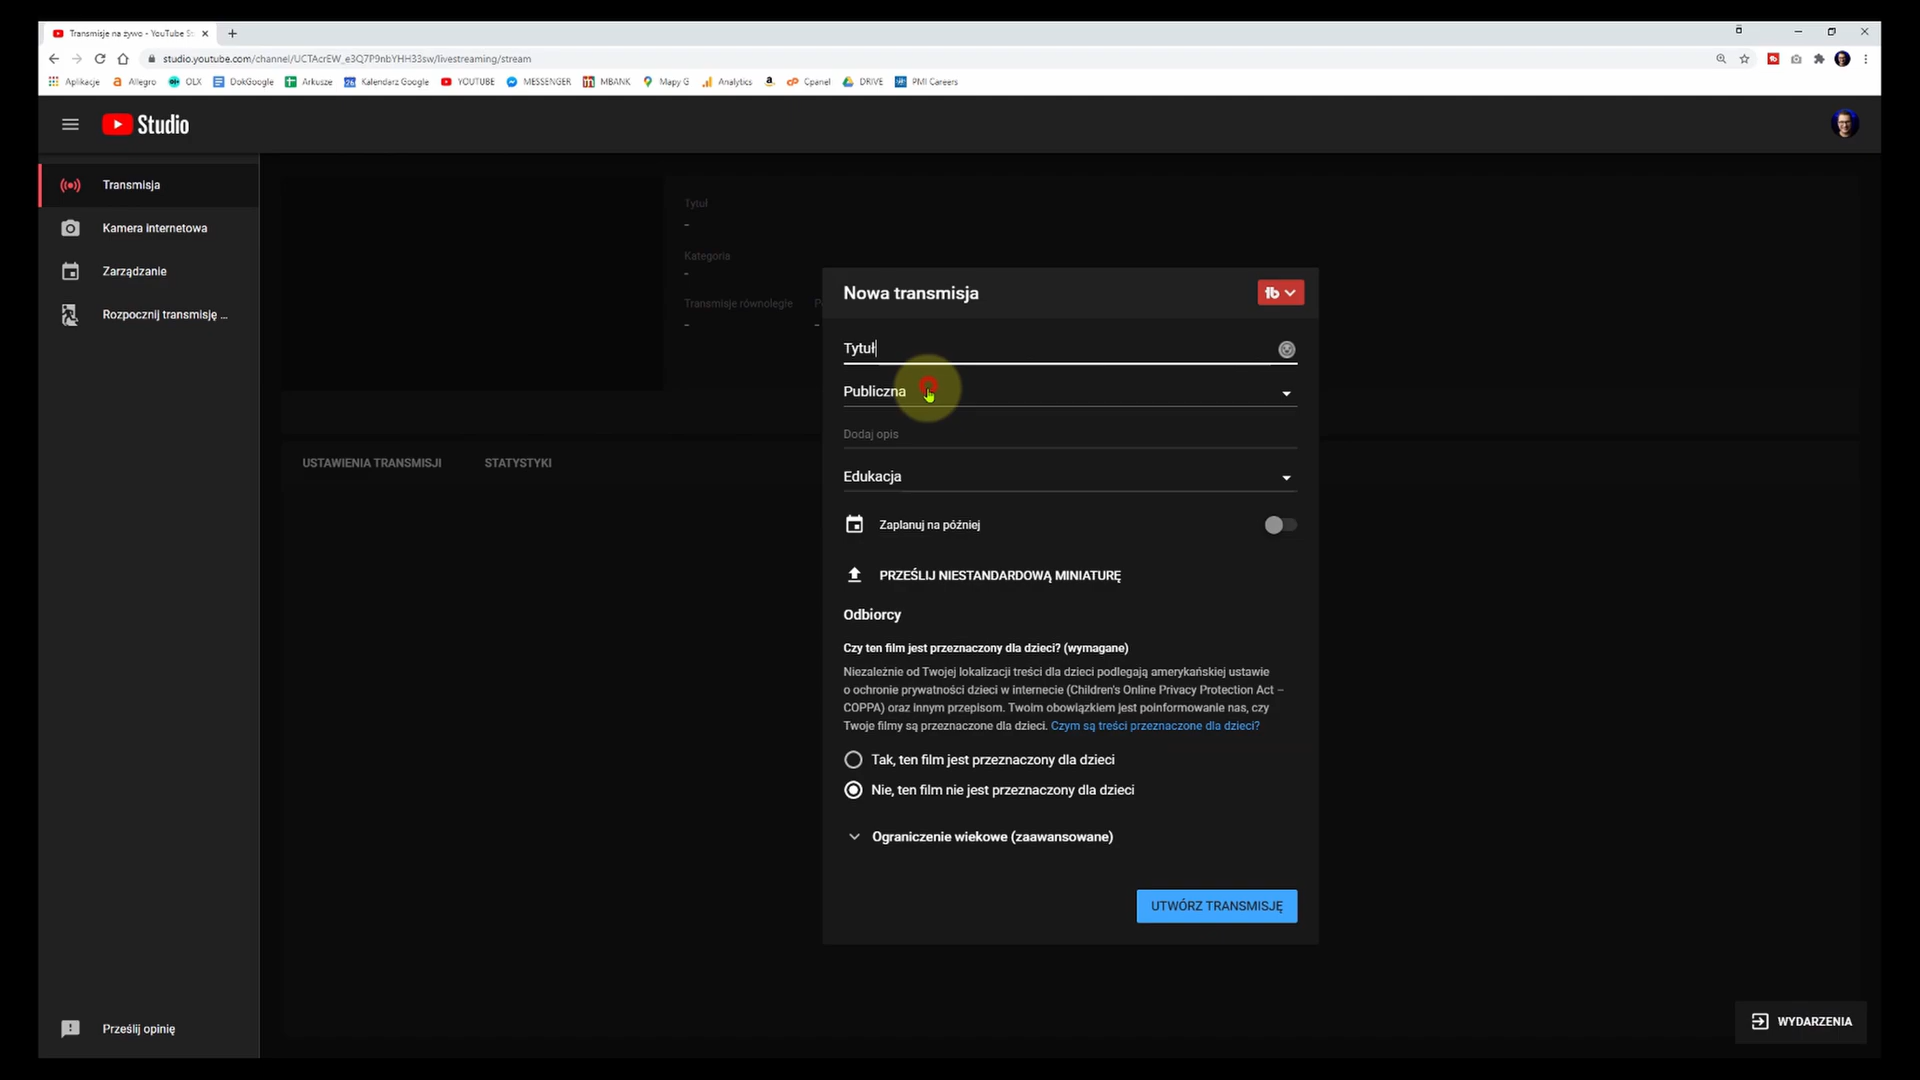 Transmisje na żywo - YouTube St
studio.youtube.com/channel/UCTAcrEW_e3Q7P9nbYHH33sw/livestreaming/stream
Aplikacje
Allegro
OLX
DokGoogle
Arkusze
Kalendarz Google
YOUTUBE
MESSENGER
MBANK
Mapy G
Analytics
Cpanel
DRIVE
PMI Careers
Studio
Transmisja
Kamera internetowa
Zarządzanie
Rozpocznij transmisję ...
Prześlij opinię
Tytuł
-
Kategoria
-
Transmisje równoległe
-
USTAWIENIA TRANSMISJI
STATYSTYKI
Nowa transmisja
Tytuł
Publiczna
Dodaj opis
Edukacja
Zaplanuj na później
PRZEŚLIJ NIESTANDARDOWĄ MINIATURĘ
Odbiorcy
Czy ten film jest przeznaczony dla dzieci? (wymagane)
Niezależnie od Twojej lokalizacji treści dla dzieci podlegają amerykańskiej ustawie
o ochronie prywatności dzieci w internecie (Children's Online Privacy Protection Act –
COPPA) oraz innym przepisom. Twoim obowiązkiem jest poinformowanie nas, czy
Twoje filmy są przeznaczone dla dzieci. Czym są treści przeznaczone dla dzieci?
Tak, ten film jest przeznaczony dla dzieci
Nie, ten film nie jest przeznaczony dla dzieci
Ograniczenie wiekowe (zaawansowane)
UTWÓRZ TRANSMISJĘ
WYDARZENIA